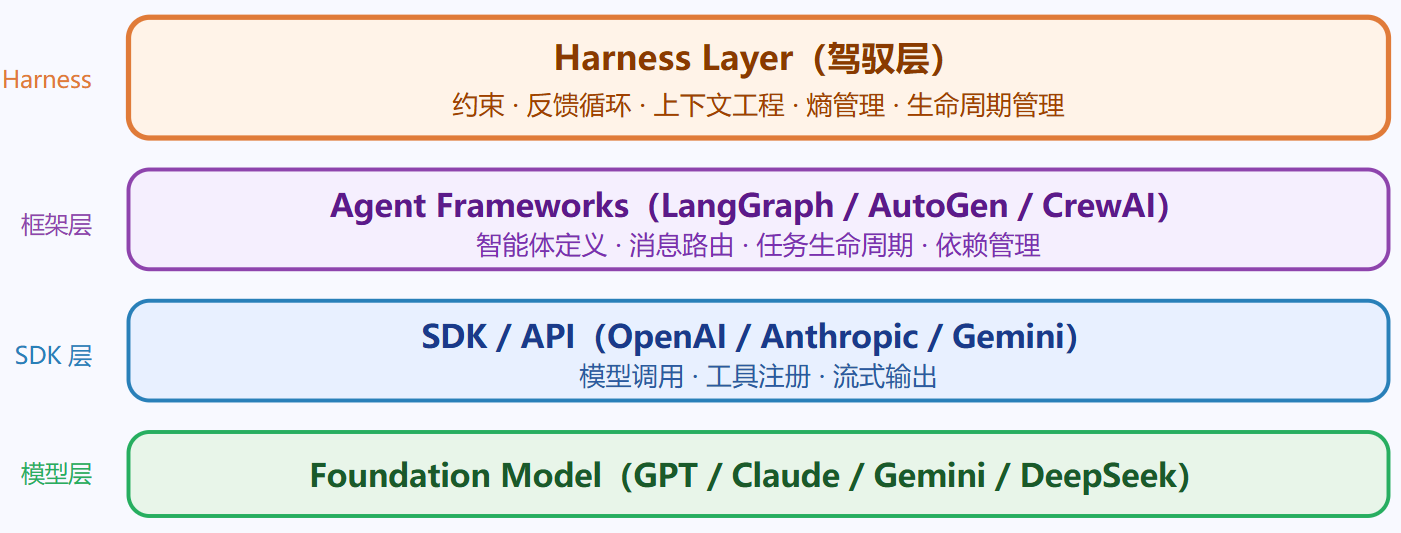 Harness
Harness Layer（驾驭层）
约束 · 反馈循环 · 上下文工程 · 熵管理 · 生命周期管理
框架层
Agent Frameworks（LangGraph / AutoGen / CrewAI）
智能体定义 · 消息路由 · 任务生命周期 · 依赖管理
SDK 层
SDK / API（OpenAI / Anthropic / Gemini）
模型调用 · 工具注册 · 流式输出
模型层
Foundation Model（GPT / Claude / Gemini / DeepSeek）